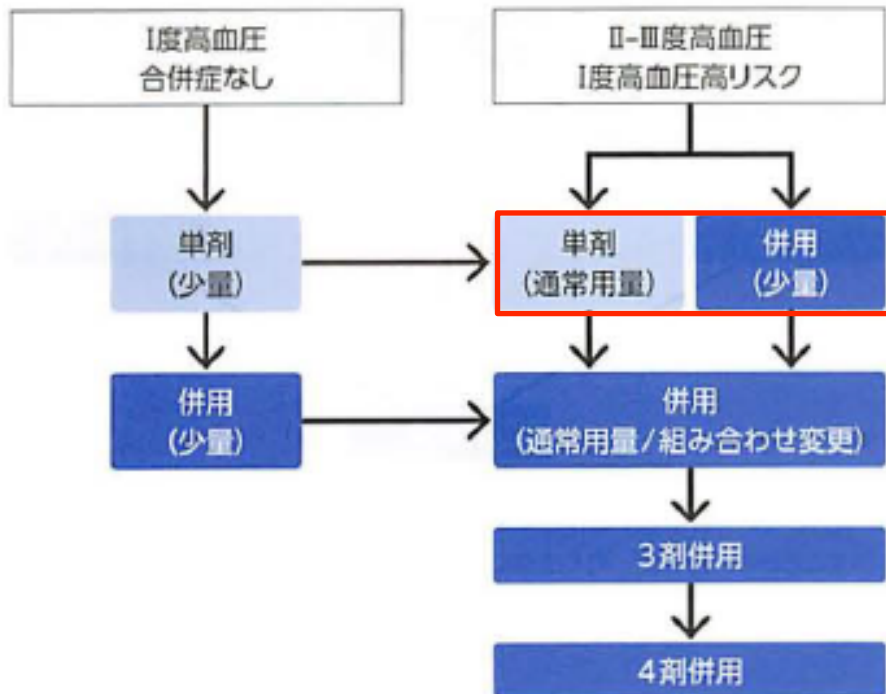 I度高血圧
合併症なし
II-III度高血圧
I度高血圧高リスク
単剤
(少量)
単剤
(通常用量)
併用
(少量)
併用
(少量)
併用
(通常用量/組み合わせ変更)
3剤併用
4剤併用